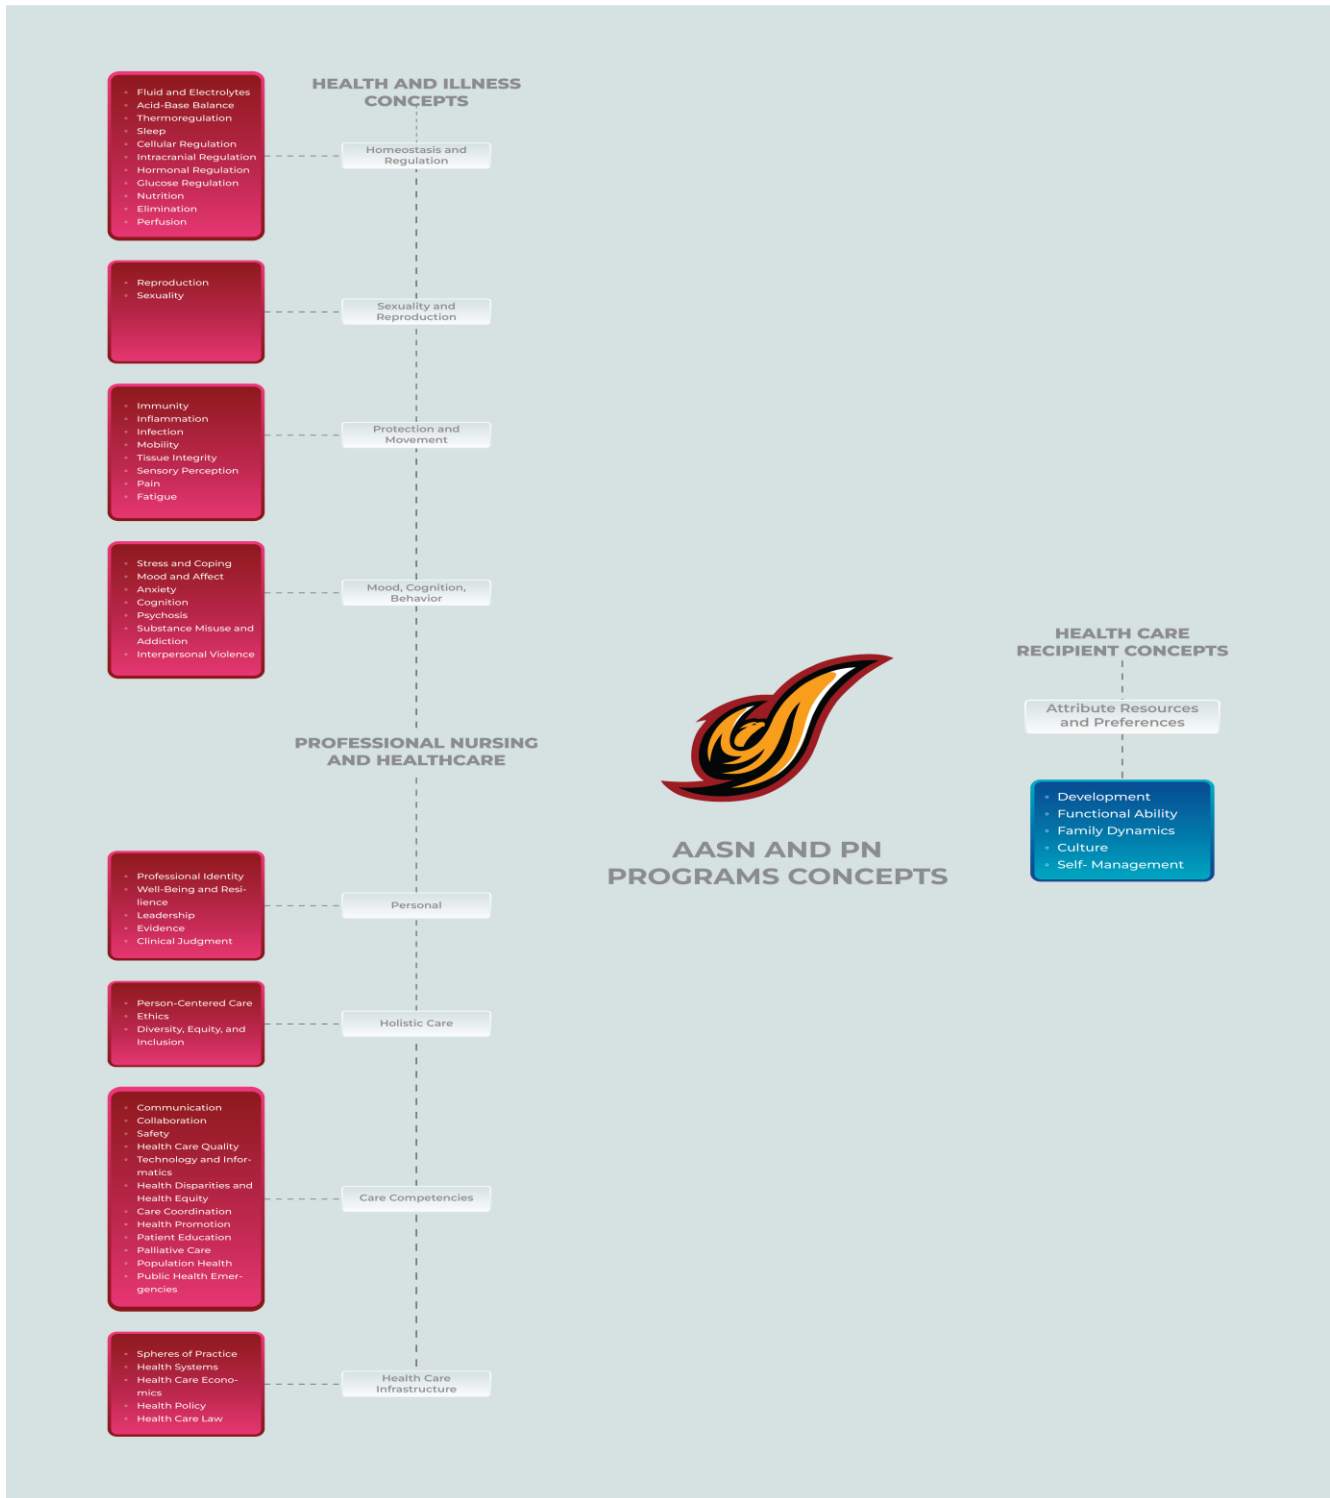 HEALTH AND ILLNESS
CONCEPTS
Homeostasis and
Regulation
Fluid and Electrolytes
Acid-Base Balance
Thermoregulation
Sleep
Cellular Regulation
Intracranial Regulation
Hormonal Regulation
Glucose Regulation
Nutrition
Elimination
Perfusion
Sexuality and
Reproduction
Reproduction
Sexuality
Protection and
Movement
Immunity
Inflammation
Infection
Mobility
Tissue Integrity
Sensory Perception
Pain
Fatigue
Mood, Cognition,
Behavior
Stress and Coping
Mood and Affect
Anxiety
Cognition
Psychosis
Substance Misuse and
Addiction
Interpersonal Violence
PROFESSIONAL NURSING
AND HEALTHCARE
Personal
Professional Identity
Well-Being and Resi-
lience
Leadership
Evidence
Clinical Judgment
Holistic Care
Person-Centered Care
Ethics
Diversity, Equity, and
Inclusion
Care Competencies
Communication
Collaboration
Safety
Health Care Quality
Technology and Infor-
matics
Health Disparities and
Health Equity
Care Coordination
Health Promotion
Patient Education
Palliative Care
Population Health
Public Health Emer-
gencies
Health Care
Infrastructure
Spheres of Practice
Health Systems
Health Care Econo-
mics
Health Policy
Health Care Law
AASN AND PN
PROGRAMS CONCEPTS
HEALTH CARE
RECIPIENT CONCEPTS
Attribute Resources
and Preferences
Development
Functional Ability
Family Dynamics
Culture
Self- Management